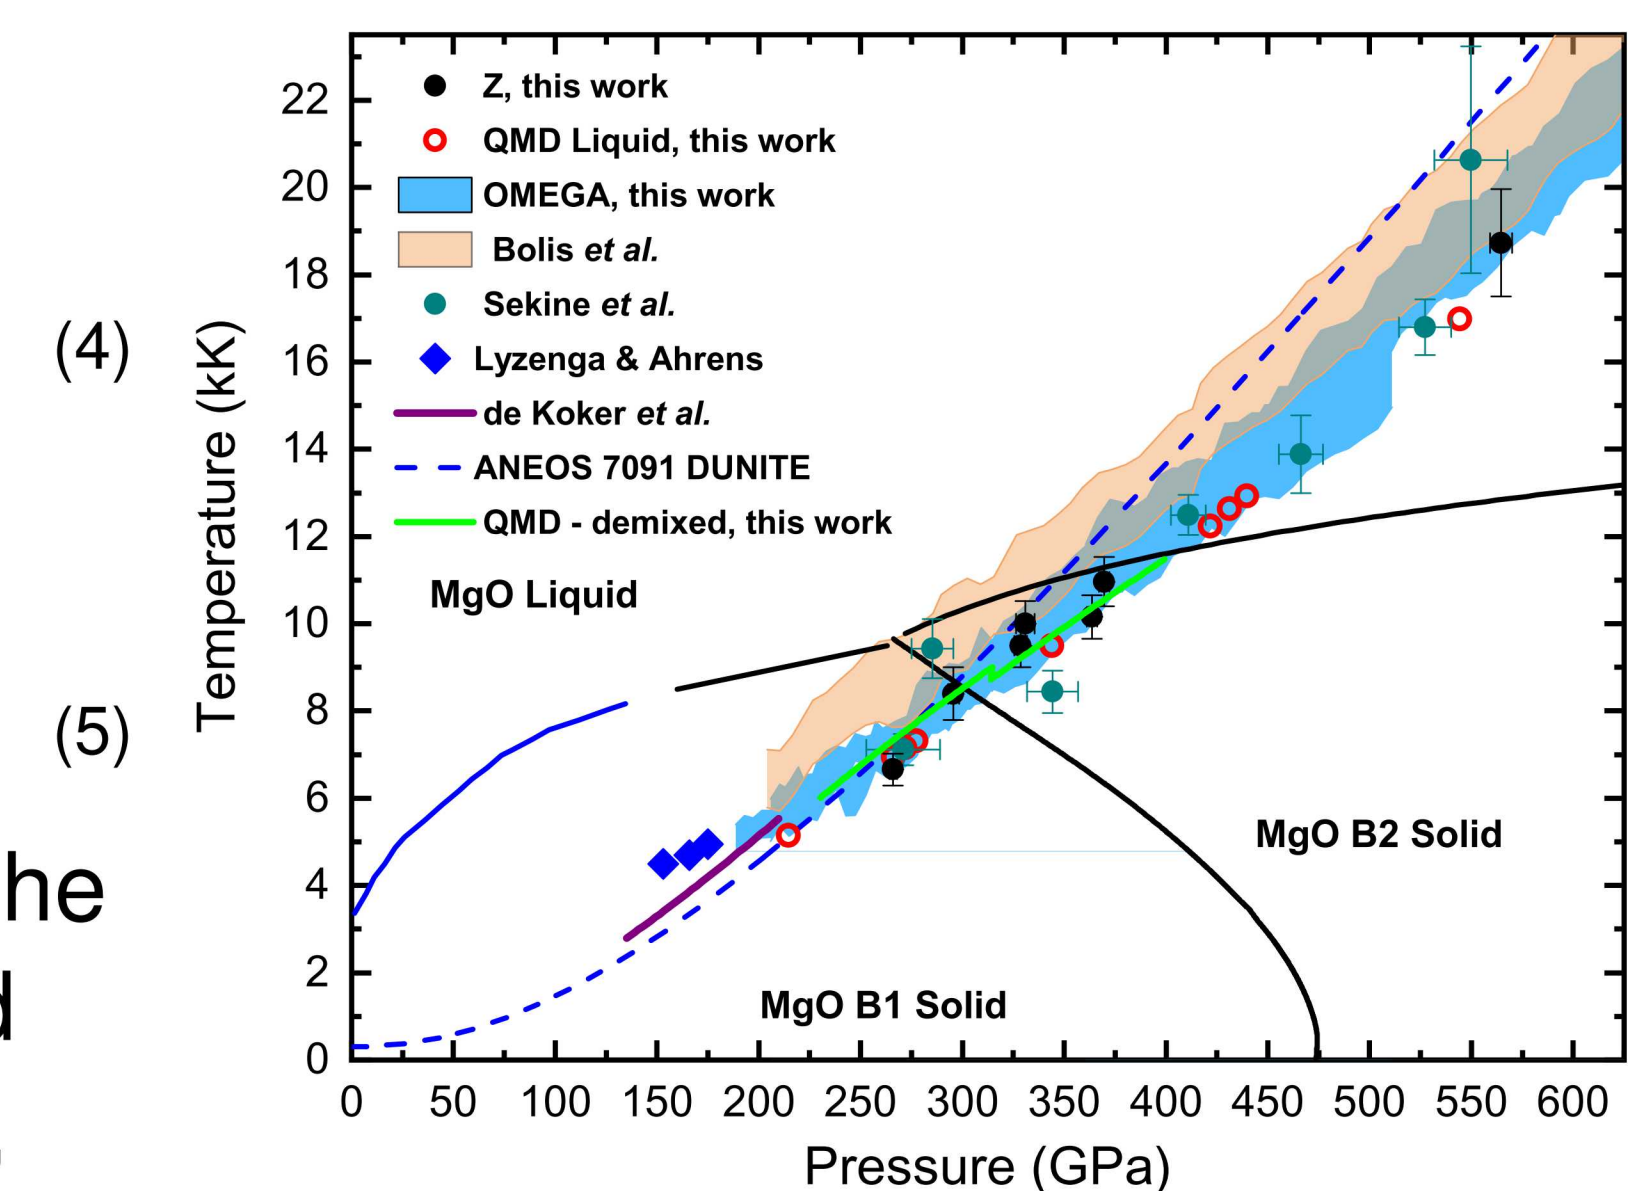 (4)
(5)
he
d
Temperature (kK)
22
20
18
16
14
12
10
8
6
4
2
0
Z, this work
QMD Liquid, this work
OMEGA, this work
Bolis et al.
Sekine et al.
Lyzenga & Ahrens
de Koker et al.
ANEOS 7091 DUNITE
QMD - demixed, this work
MgO Liquid
MgO B2 Solid
MgO B1 Solid
0 50 100 150 200 250 300 350 400 450 500 550 600
Pressure (GPa)